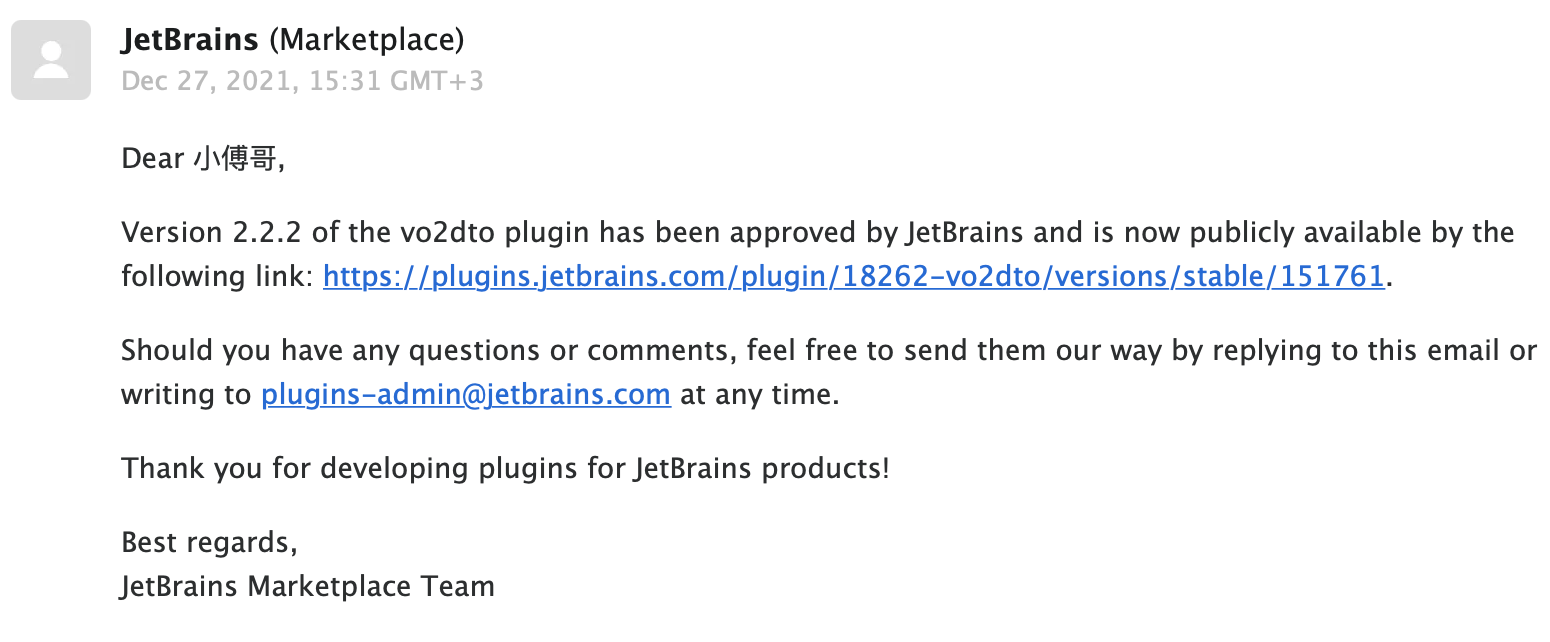 JetBrains (Marketplace)
Dec 27, 2021, 15:31 GMT+3
Dear 小傅哥,
Version 2.2.2 of the vo2dto plugin has been approved by JetBrains and is now publicly available by the
following link: https://plugins.jetbrains.com/plugin/18262-vo2dto/versions/stable/151761.
Should you have any questions or comments, feel free to send them our way by replying to this email or
writing to plugins-admin@jetbrains.com at any time.
Thank you for developing plugins for JetBrains products!
Best regards,
JetBrains Marketplace Team